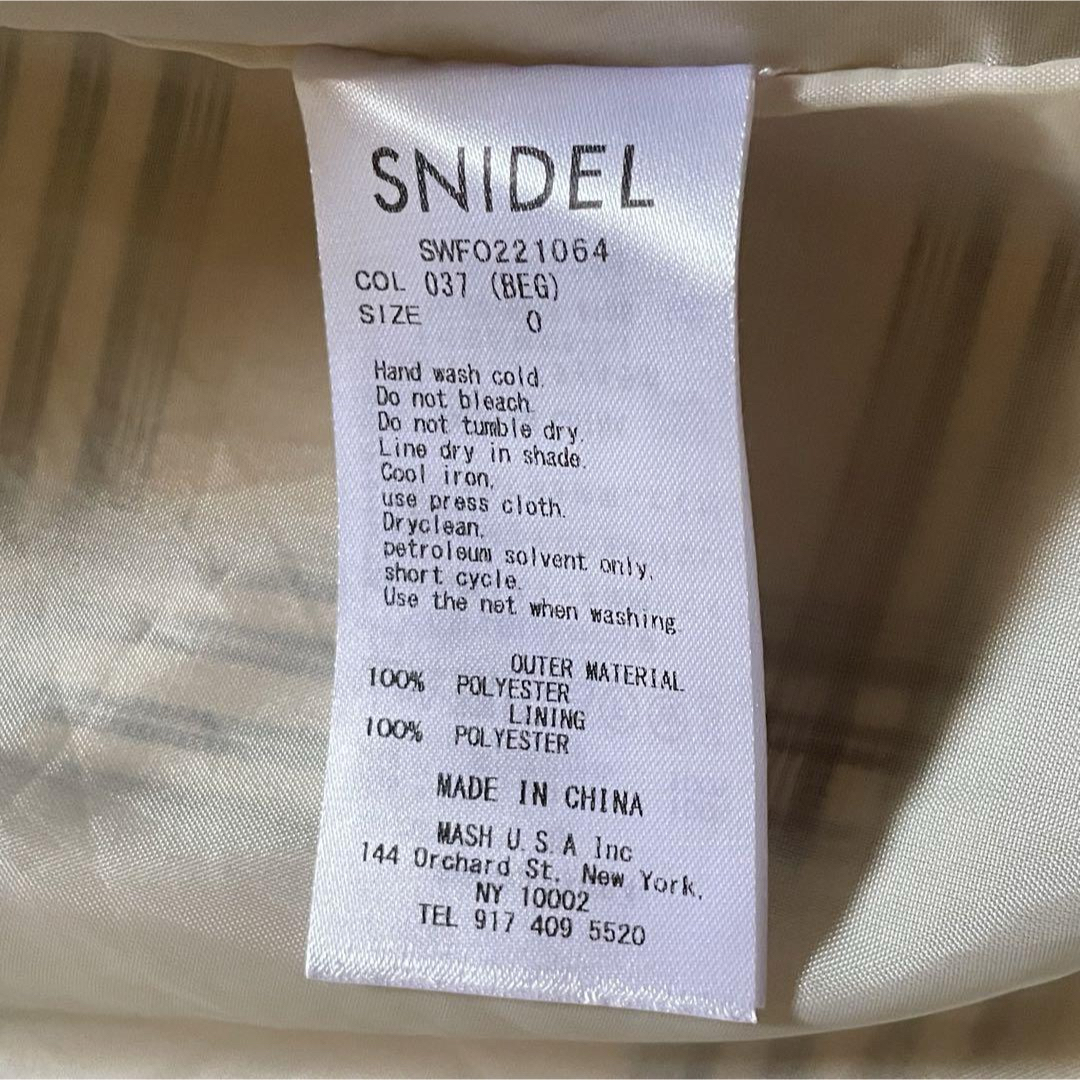 SNIDEL
SWFO221064
COL 037 (BEG)
SIZE 0
Hand wash cold.
Do not bleach.
Do not tumble dry.
Line dry in shade.
Cool iron,
use press cloth.
Dryclean,
petroleum solvent only,
short cycle.
Use the net when washing.
OUTER MATERIAL
100% POLYESTER
LINING
100% POLYESTER
MADE IN CHINA
MASH U.S.A Inc
144 Orchard St. New York,
NY 10002
TEL 917 409 5520